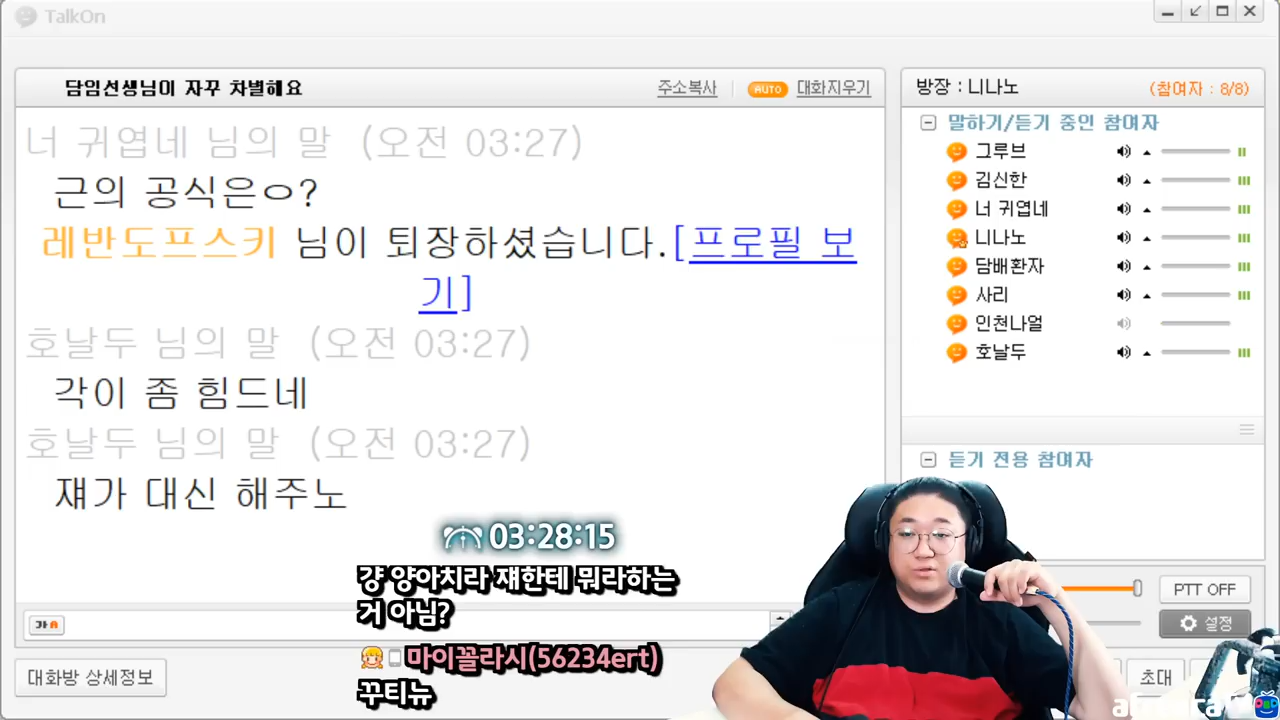 TalkOn
담임선생님이 자꾸 차별해요
주소복사
AUTO
대화지우기
너 귀엽네 님의 말 (오전 03:27)
근의 공식은ㅇ?
레반도프스키 님이 퇴장하셨습니다.[프로필 보
기]
호날두 님의 말 (오전 03:27)
각이 좀 힘드네
호날두 님의 말 (오전 03:27)
쟤가 대신 해주노
가A
대화방 상세정보
방장 : 니나노
(참여자 : 8/8)
말하기/듣기 중인 참여자
그루브
김신한
너 귀엽네
니나노
담배환자
사리
인천나얼
호날두
듣기 전용 참여자
PTT OFF
설정
초대
03:28:15
걍 양아치라 쟤한테 뭐라하는
거 아님?
마이꼴라시(56234ert)
꾸티뉴